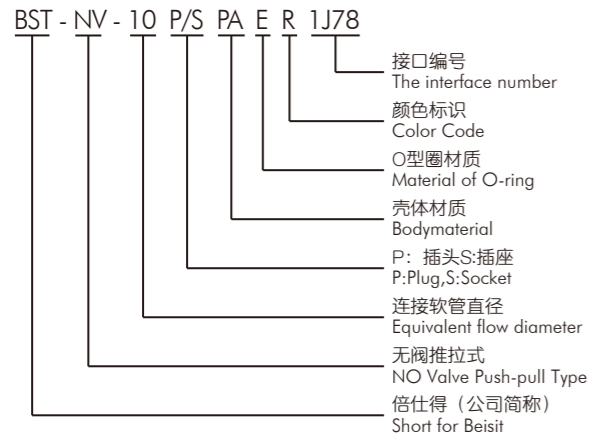 BST - NV - 10 P/S PA E R 1J78
接口编号
The interface number
颜色标识
Color Code
O型圈材质
Material of O-ring
壳体材质
Bodymaterial
P：插头S:插座
P:Plug,S:Socket
连接软管直径
Equivalent flow diameter
无阀推拉式
NO Valve Push-pull Type
倍仕得（公司简称）
Short for Beisit